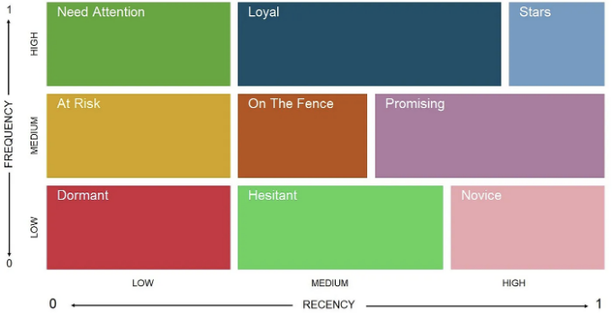 1
Need Attention
Loyal
Stars
HIGH
At Risk
On The Fence
Promising
FREQUENCY
MEDIUM
Dormant
Hesitant
Novice
LOW
0
LOW
MEDIUM
HIGH
0
RECENCY
1